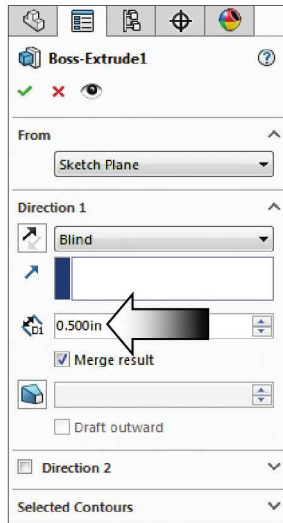 Boss-Extrude1
From
Sketch Plane
Direction 1
Blind
D1 0.500in
Merge result
Draft outward
Direction 2
Selected Contours